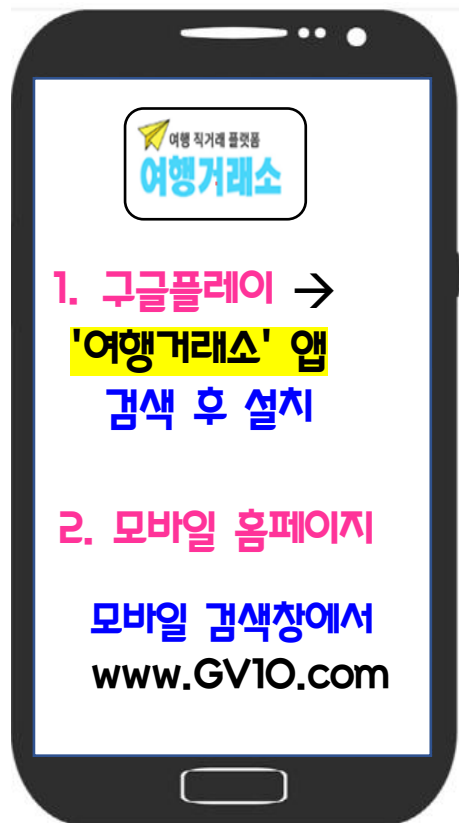 여행 직거래 플랫폼
여행거래소
1. 구글플레이 →
'여행거래소' 앱
검색 후 설치
2. 모바일 홈페이지
모바일 검색창에서
www.GV10.com